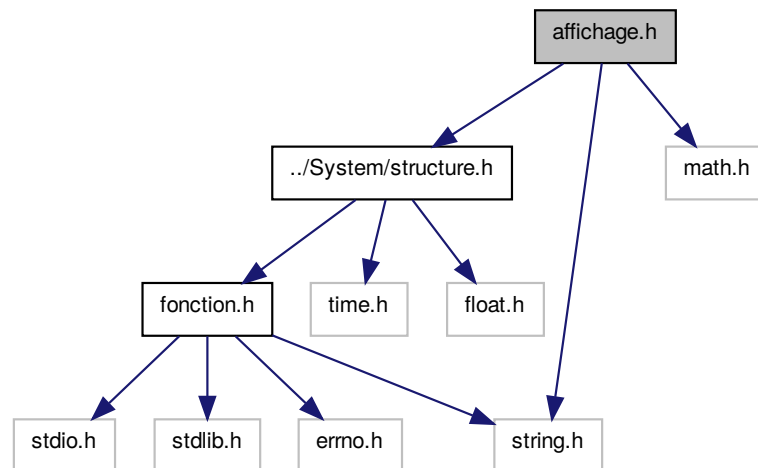 affichage.h
../System/structure.h
math.h
fonction.h
time.h
float.h
stdio.h
stdlib.h
errno.h
string.h